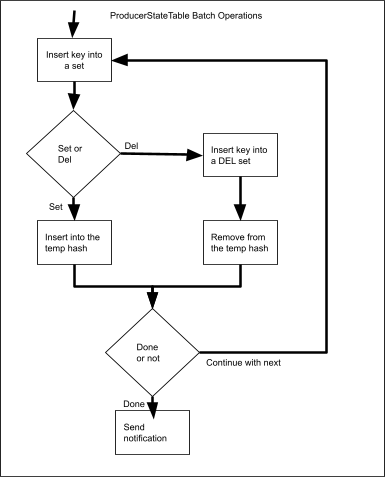 ProducerStateTable Batch Operations
Insert key into
a set
Set or
Del
Del
Insert key into
a DEL set
Set
Insert into the
temp hash
Remove from
the temp hash
Done
or not
Continue with next
Done
Send
notification